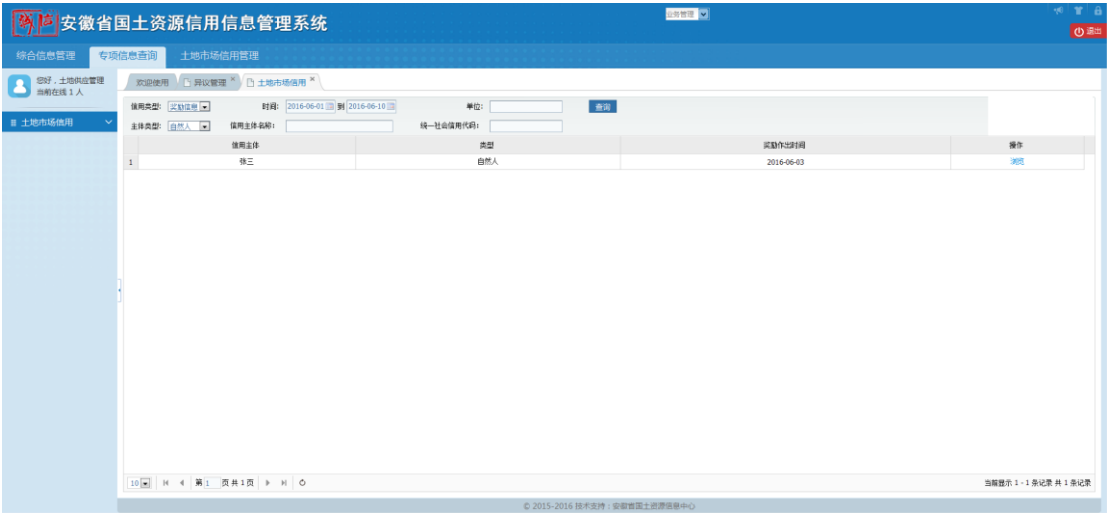 诚信 安徽省国土资源信用信息管理系统
业务管理
退出
综合信息管理 专项信息查询 土地市场信用管理
您好，土地供应管理
当前在线 1 人
欢迎使用 异议管理 × 土地市场信用 ×
信用类型: 奖励信息 时间: 2016-06-01 到 2016-06-10 单位: 查询
土地市场信用
主体类型: 自然人 信用主体名称: 统一社会信用代码:
信用主体 类型 奖励作出时间 操作
1 张三 自然人 2016-06-03 浏览
10 第 1 页 共 1 页 当前显示 1 - 1 条记录 共 1 条记录
© 2015-2016 技术支持：安徽省国土资源信息中心